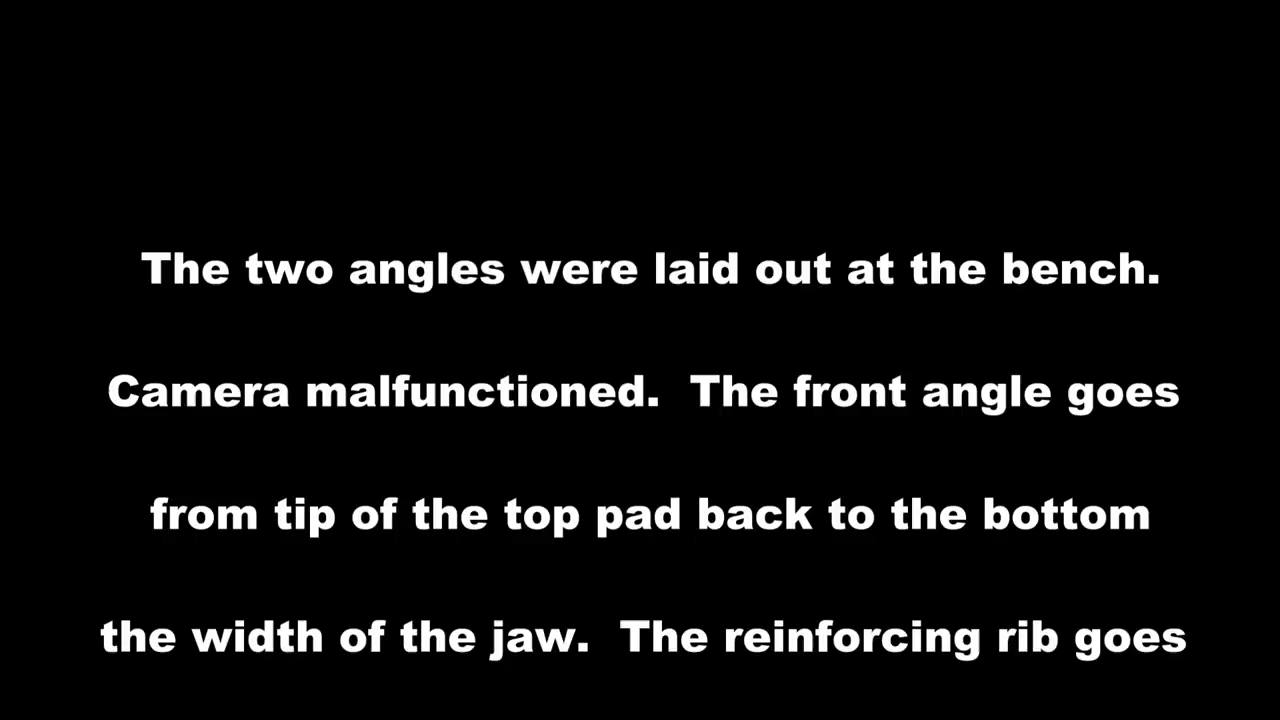 The two angles were laid out at the bench.
Camera malfunctioned.  The front angle goes
from tip of the top pad back to the bottom
the width of the jaw.  The reinforcing rib goes